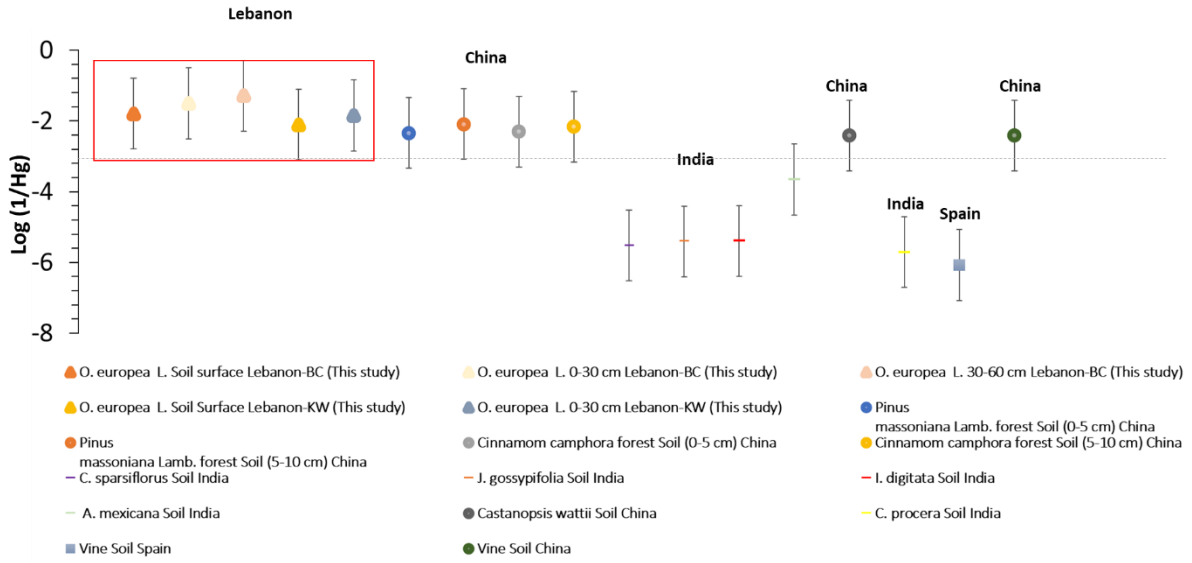 Lebanon
China
China
China
India
India
Spain
Log (1/Hg)
0
-2
-4
-6
-8
O. europea L. Soil surface Lebanon-BC (This study)
O. europea L. 0-30 cm Lebanon-BC (This study)
O. europea L. 30-60 cm Lebanon-BC (This study)
O. europea L. Soil Surface Lebanon-KW (This study)
O. europea L. 0-30 cm Lebanon-KW (This study)
Pinus
massoniana Lamb. forest Soil (0-5 cm) China
Pinus
massoniana Lamb. forest Soil (5-10 cm) China
Cinnamom camphora forest Soil (0-5 cm) China
Cinnamom camphora forest Soil (5-10 cm) China
C. sparsiflorus Soil India
J. gossypifolia Soil India
I. digitata Soil India
A. mexicana Soil India
Castanopsis wattii Soil China
C. procera Soil India
Vine Soil Spain
Vine Soil China